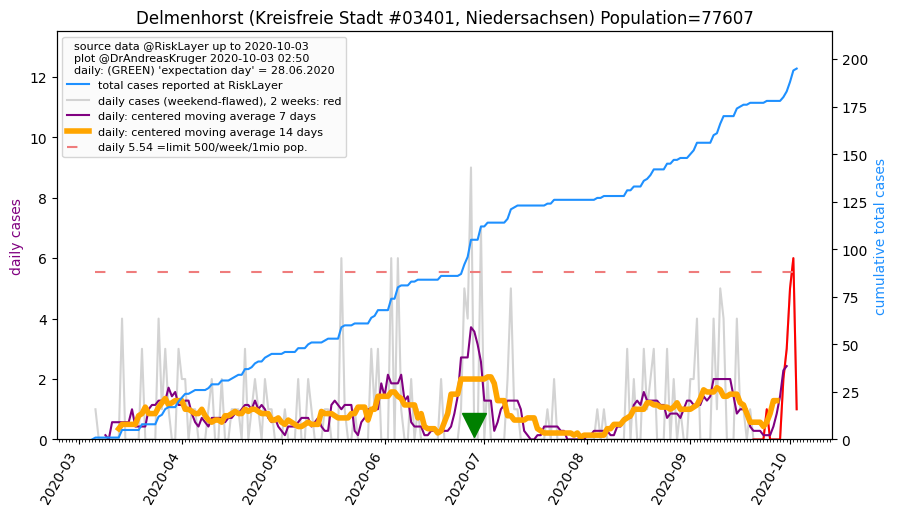 Delmenhorst (Kreisfreie Stadt #03401, Niedersachsen) Population=77607
source data @RiskLayer up to 2020-10-03
plot @DrAndreasKruger 2020-10-03 02:50
daily: (GREEN) 'expectation day' = 28.06.2020
total cases reported at RiskLayer
daily cases (weekend-flawed), 2 weeks: red
daily: centered moving average 7 days
daily: centered moving average 14 days
daily 5.54 =limit 500/week/1mio pop.
daily cases
12
10
8
6
4
2
0
200
175
150
125
100
75
50
25
0
cumulative total cases
2020-03
2020-04
2020-05
2020-06
2020-07
2020-08
2020-09
2020-10